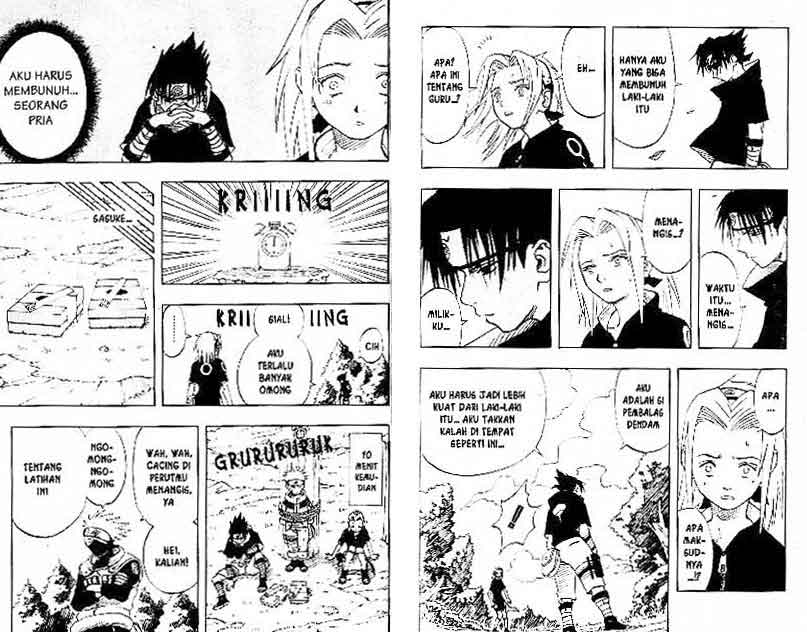 HANYA AKU
YANG BISA
MEMBUNUH
LAKI-LAKI
ITU
EH...
APA?
APA INI
TENTANG
GURU...?
WAKTU
ITU...
MENA-
NGIS...
MENA-
NGIS...?
MILIK-
KU...
APA
...
APA
MAK-
SUD-
NYA
...!?
AKU
ADALAH SI
PEMBALAS
DENDAM
AKU HARUS JADI LEBIH
KUAT DARI LAKI-LAKI
ITU... AKU TAKKAN
KALAH DI TEMPAT
SEPERTI INI...
!!
AKU HARUS
MEMBUNUH...
SEORANG
PRIA
KRIIIIING
SASUKE...
KRIIIIING
CIH
SIAL!
AKU
TERLALU
BANYAK
OMONG
........
10
MENIT
KEMU-
DIAN
GRURURURUK
WAH, WAH,
CACING DI
PERUTMU
MENANGIS,
YA
HEI,
KALIAN!
NGO-
MONG-
NGO-
MONG
TENTANG
LATIHAN
INI